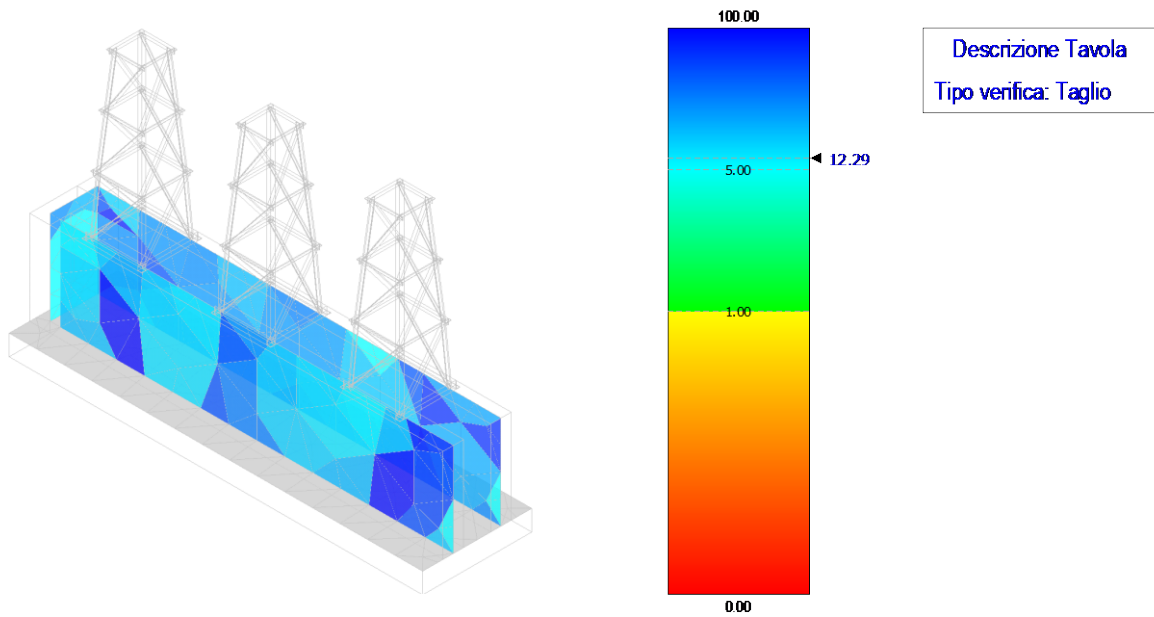 100.00
Descrizione Tavola
Tipo verifica: Taglio
12.29
5.00
1.00
0.00